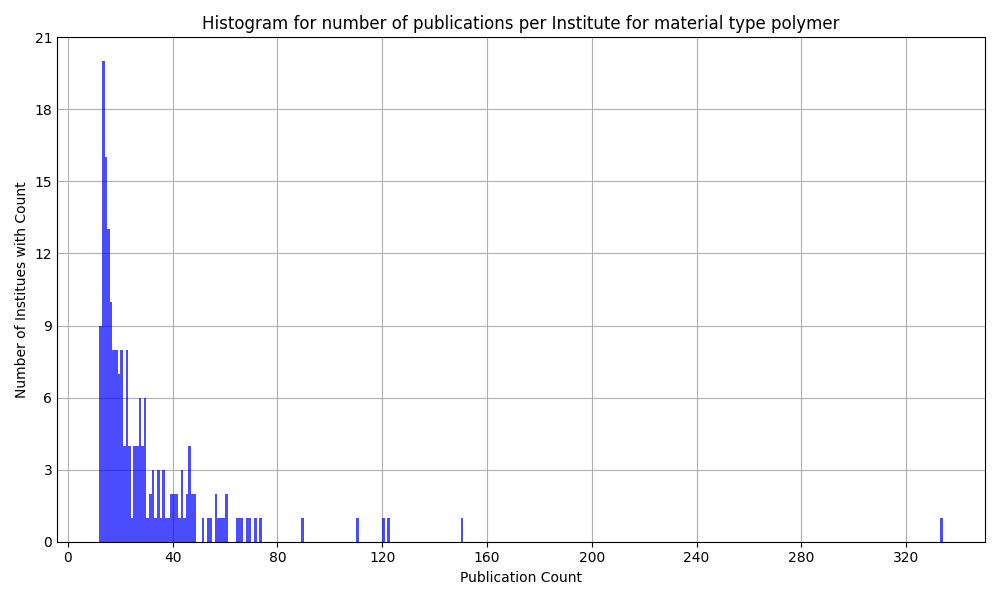 Histogram for number of publications per Institute for material type polymer
21
18
15
12
9
6
3
0
Number of Institues with Count
0 40 80 120 160 200 240 280 320
Publication Count